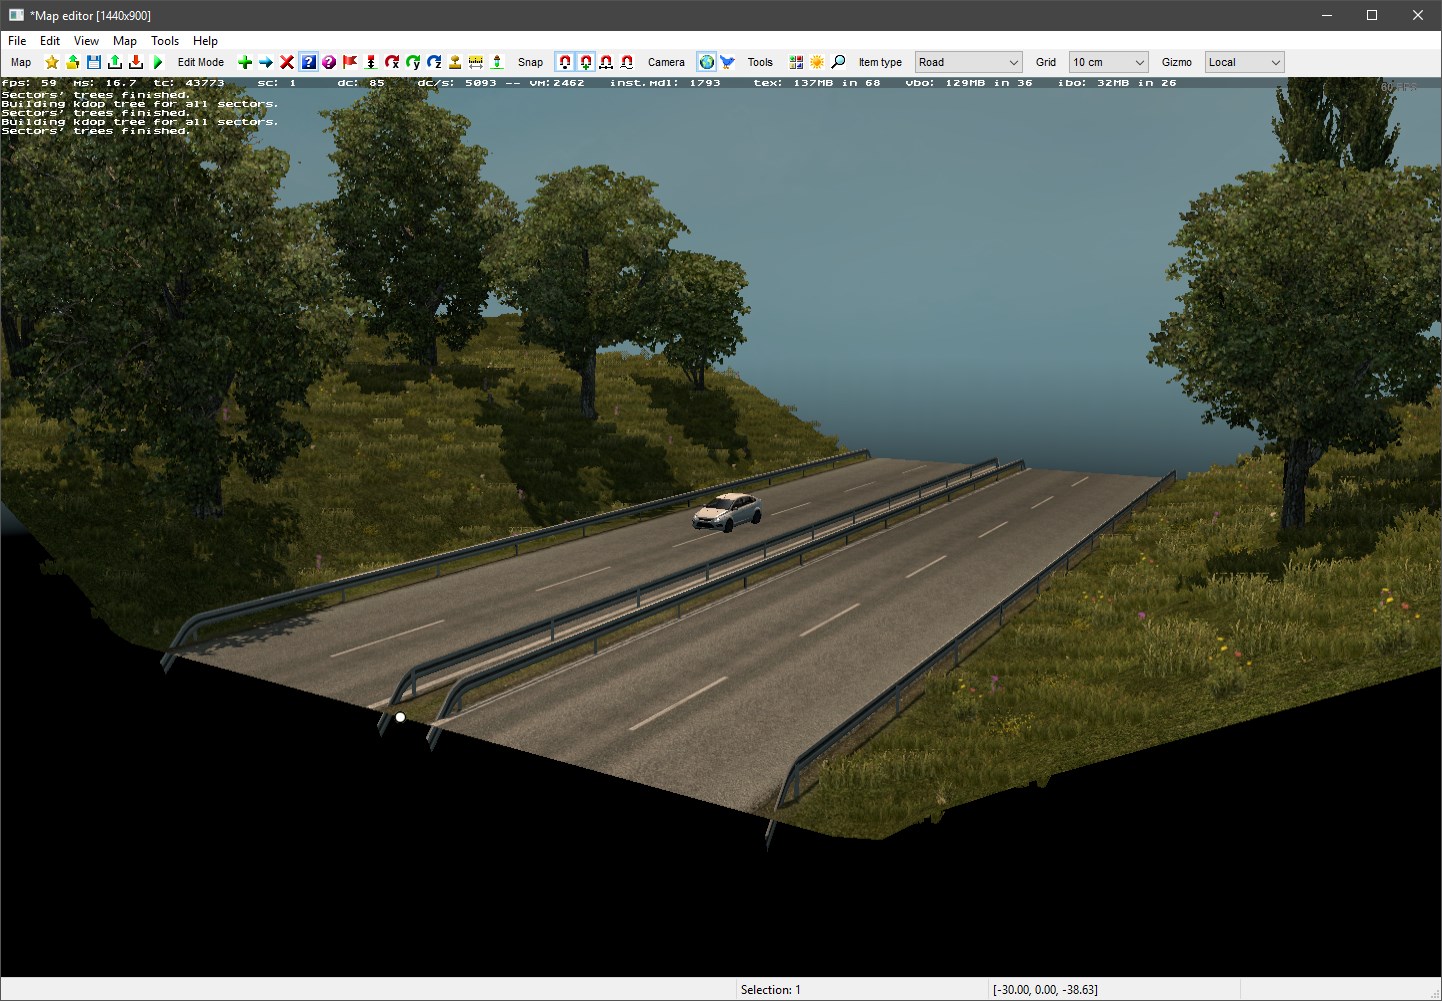 *Map editor [1440x900]
File Edit View Map Tools Help
Map Edit Mode Snap Camera Tools Item type Road Grid 10 cm Gizmo Local
fps: 59 ms: 16.7 tc: 43773 sc: 1 dc: 85 dc/s: 5093 -- VM:2462 inst.mdl: 1793 tex: 137MB in 68 vbo: 129MB in 36 ibo: 32MB in 26
Sectors' trees finished.
Building kdop tree for all sectors.
Sectors' trees finished.
Building kdop tree for all sectors.
Sectors' trees finished.
Selection: 1 [-30.00, 0.00, -38.63]